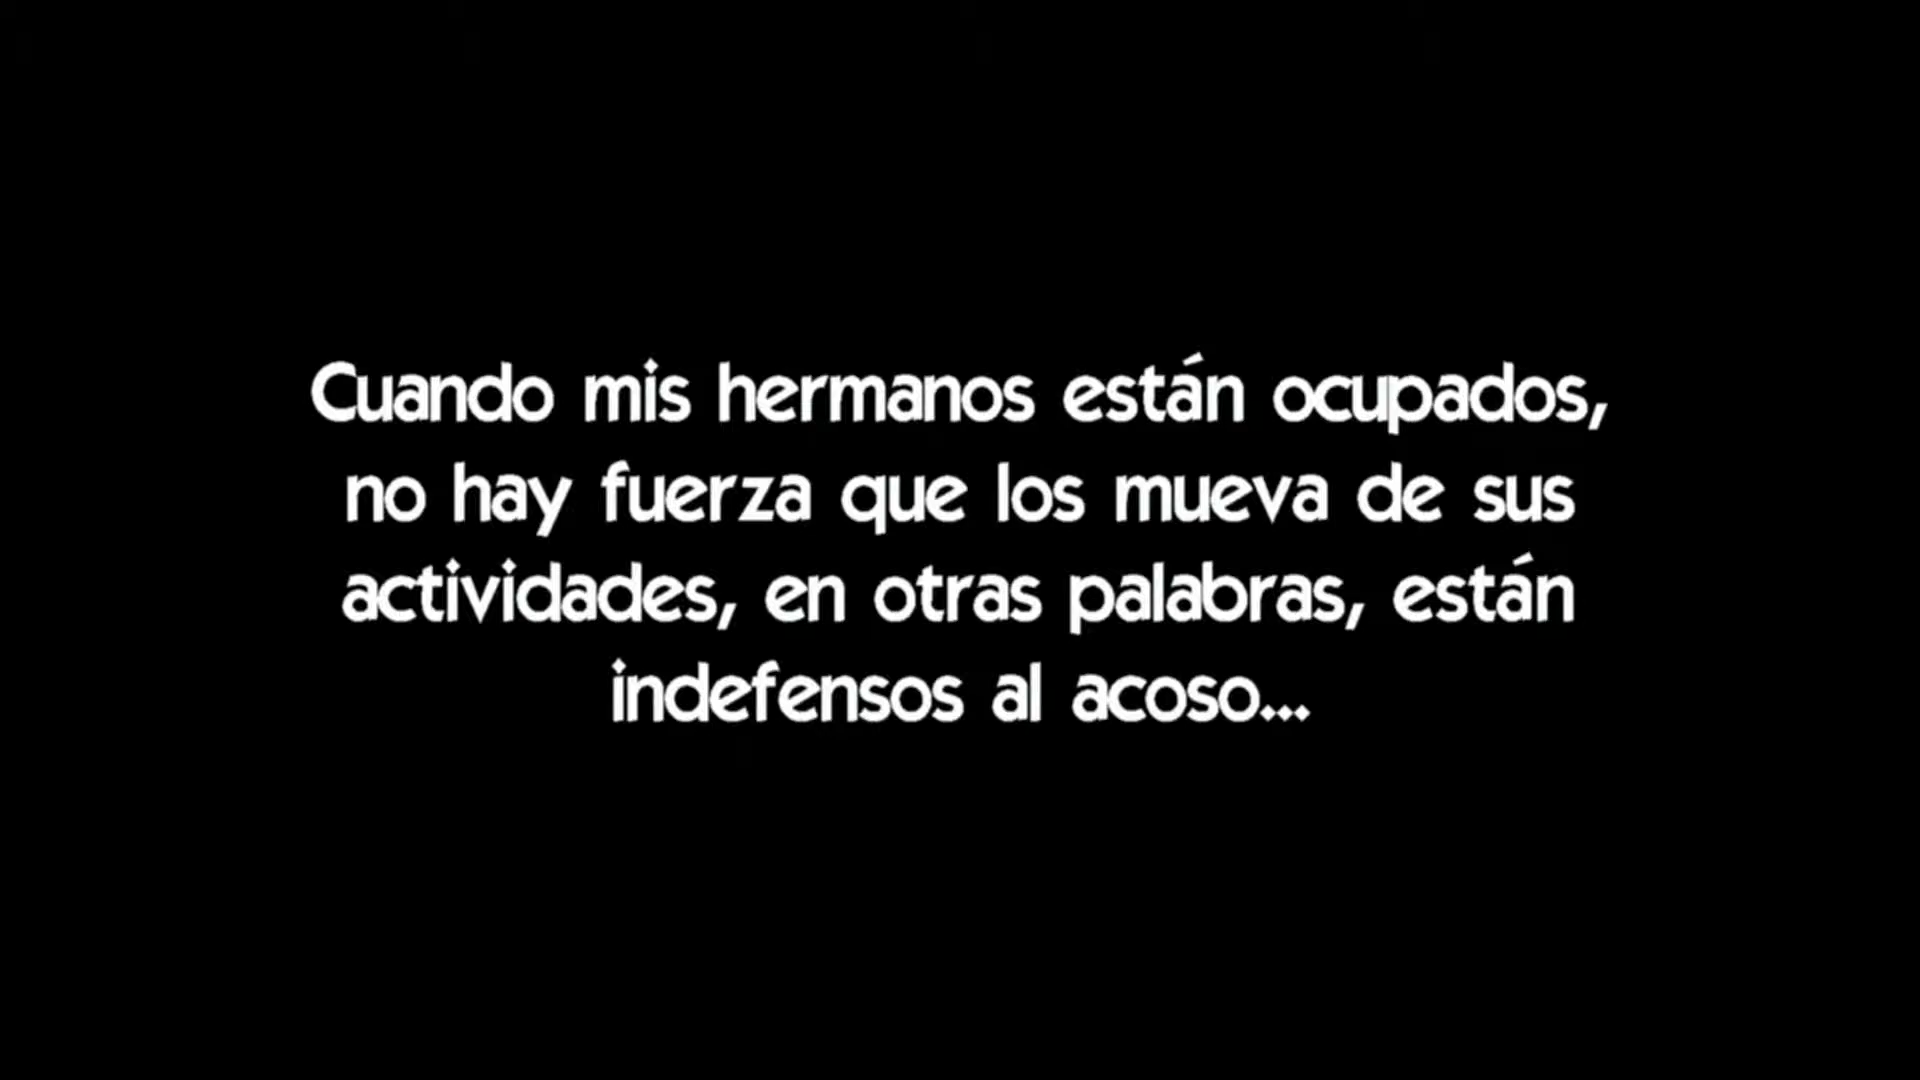 Cuando mis hermanos están ocupados,
no hay fuerza que los mueva de sus
actividades, en otras palabras, están
indefensos al acoso...